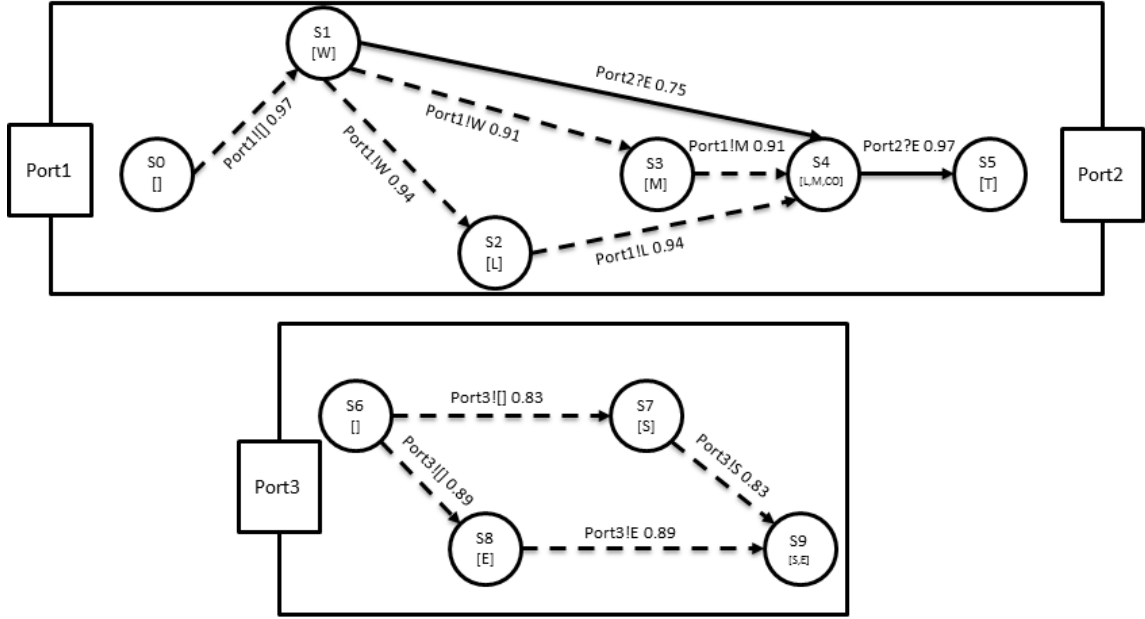 S1
[W]
Port2?E 0.75
Port1![] 0.97
Port1!W 0.91
Port1!W 0.94
Port1
S0
[]
S3
[M]
Port1!M 0.91
S4
[L,M,CO]
Port2?E 0.97
S5
[T]
Port2
S2
[L]
Port1!L 0.94
S6
[]
Port3![] 0.83
S7
[S]
Port3![] 0.89
Port3!S 0.83
Port3
S8
[E]
Port3!E 0.89
S9
[S,E]